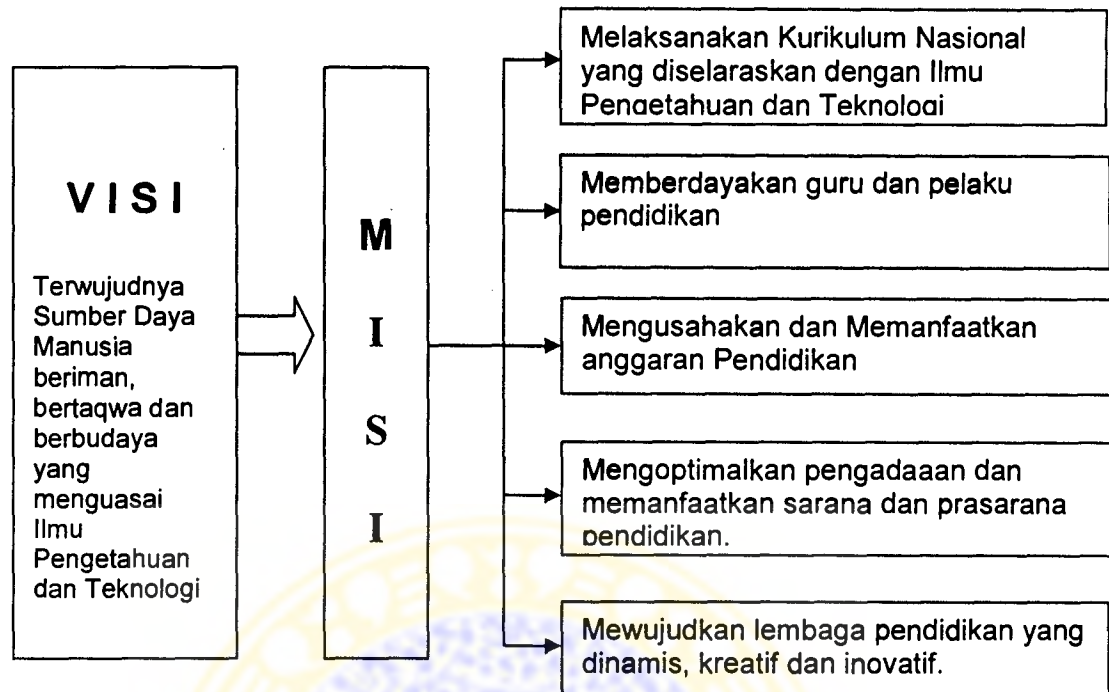 VISI
Terwujudnya
Sumber Daya
Manusia
beriman,
bertaqwa dan
berbudaya
yang
menguasai
Ilmu
Pengetahuan
dan Teknologi
M
I
S
I
Melaksanakan Kurikulum Nasional
yang diselaraskan dengan Ilmu
Pengetahuan dan Teknologi
Memberdayakan guru dan pelaku
pendidikan
Mengusahakan dan Memanfaatkan
anggaran Pendidikan
Mengoptimalkan pengadaaan dan
memanfaatkan sarana dan prasarana
pendidikan.
Mewujudkan lembaga pendidikan yang
dinamis, kreatif dan inovatif.